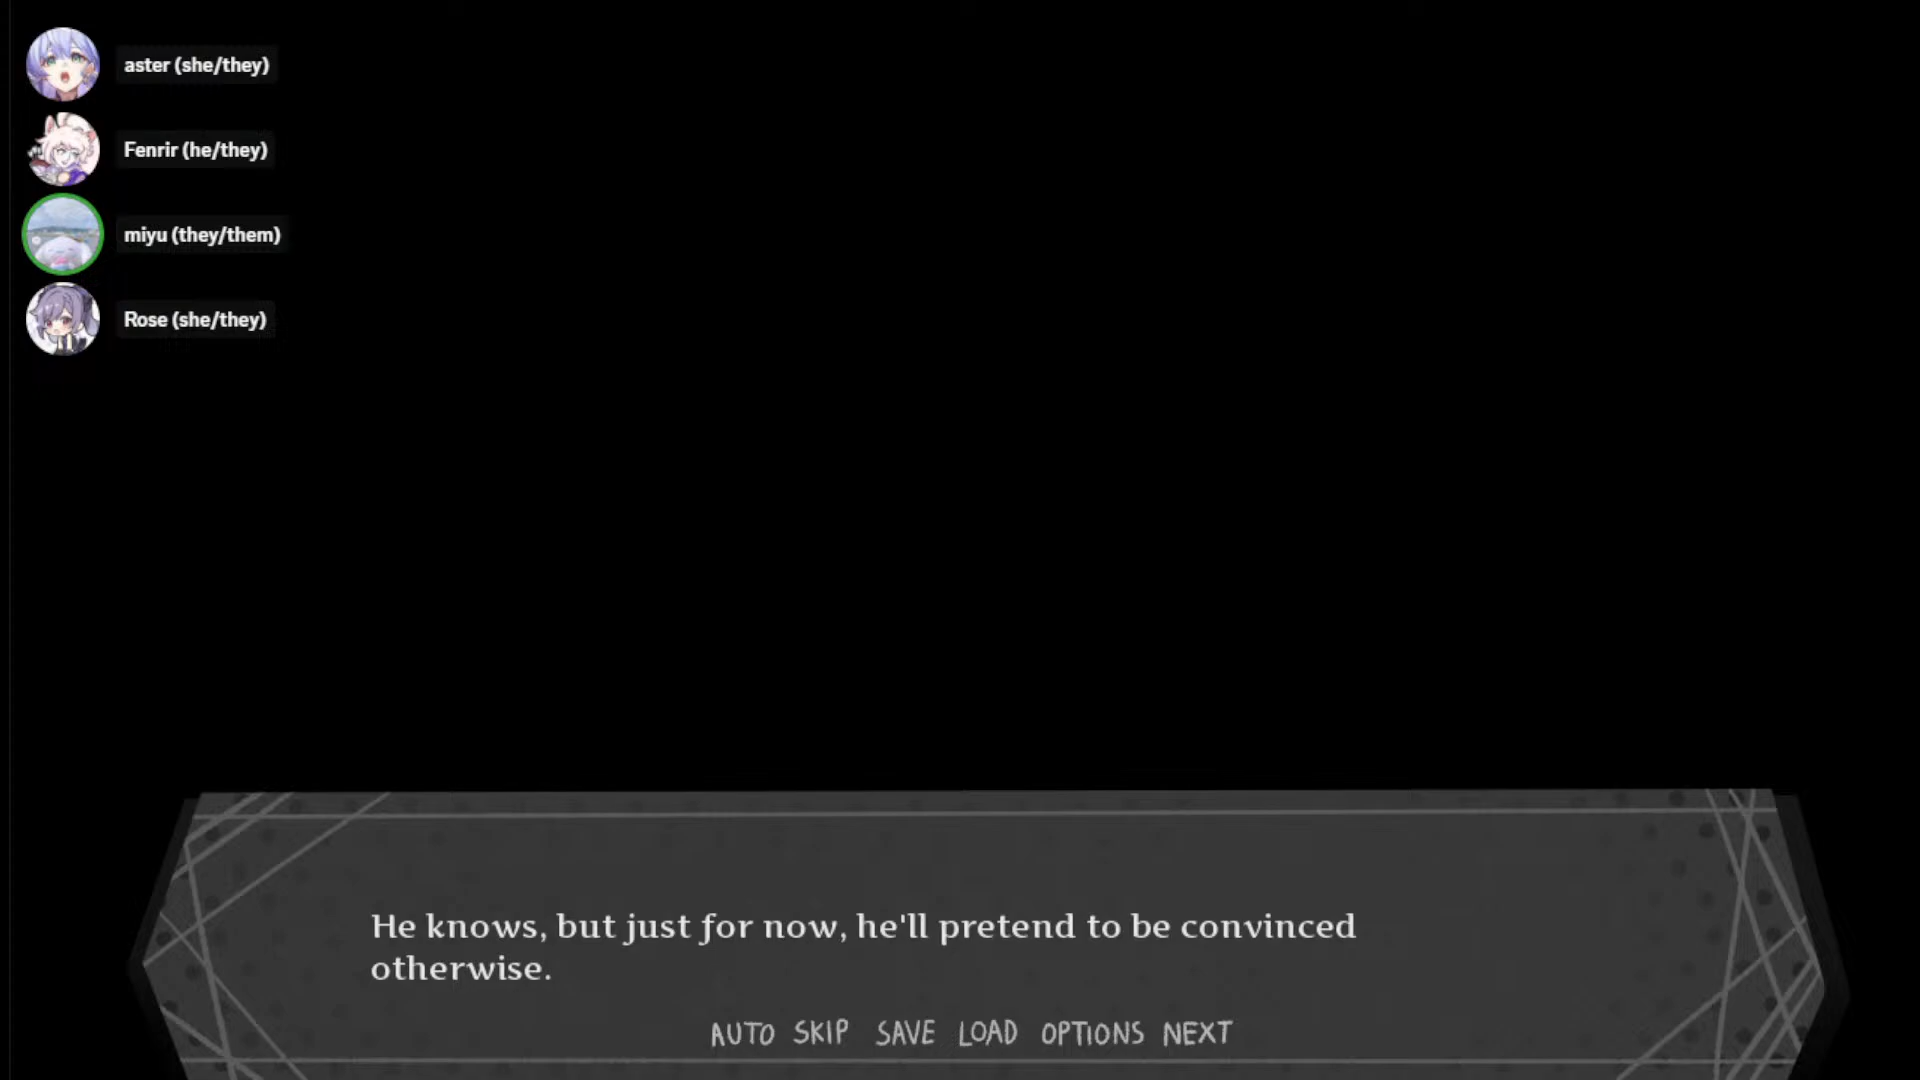 aster (she/they)
Fenrir (he/they)
miyu (they/them)
Rose (she/they)
He knows, but just for now, he'll pretend to be convinced
otherwise.
AUTO SKIP SAVE LOAD OPTIONS NEXT